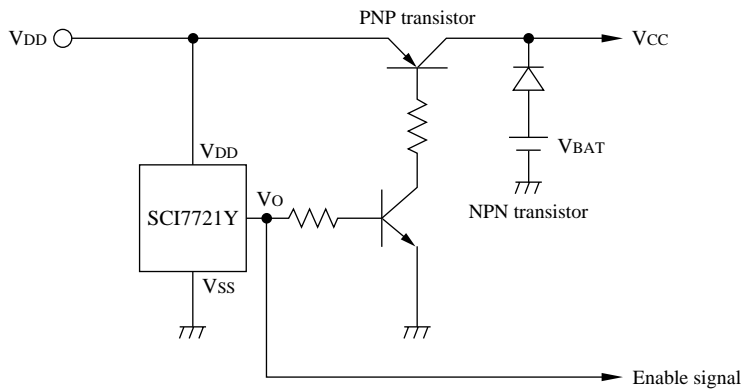 PNP transistor
VDD
VCC
VDD
VBAT
VO
NPN transistor
SCI7721Y
VSS
Enable signal